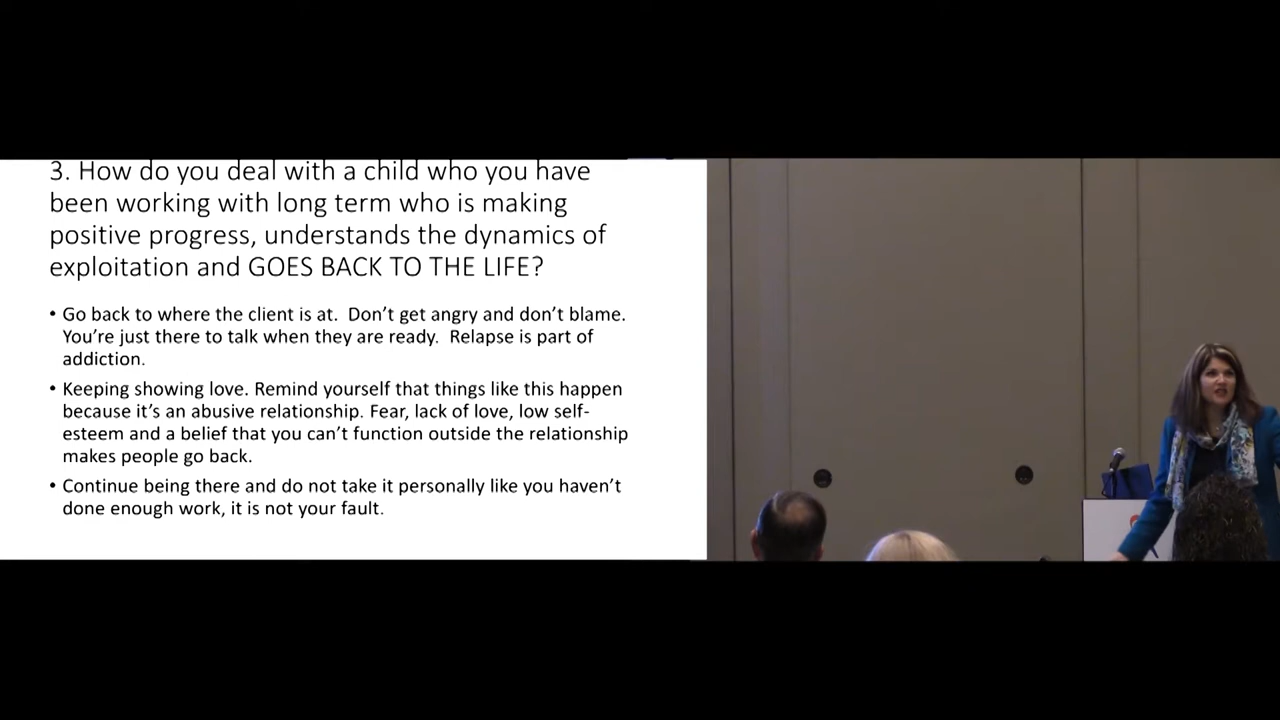 3. How do you deal with a child who you have
been working with long term who is making
positive progress, understands the dynamics of
exploitation and GOES BACK TO THE LIFE?
• Go back to where the client is at.  Don’t get angry and don’t blame.
You’re just there to talk when they are ready.  Relapse is part of
addiction.
• Keeping showing love. Remind yourself that things like this happen
because it’s an abusive relationship. Fear, lack of love, low self-
esteem and a belief that you can’t function outside the relationship
makes people go back.
• Continue being there and do not take it personally like you haven’t
done enough work, it is not your fault.